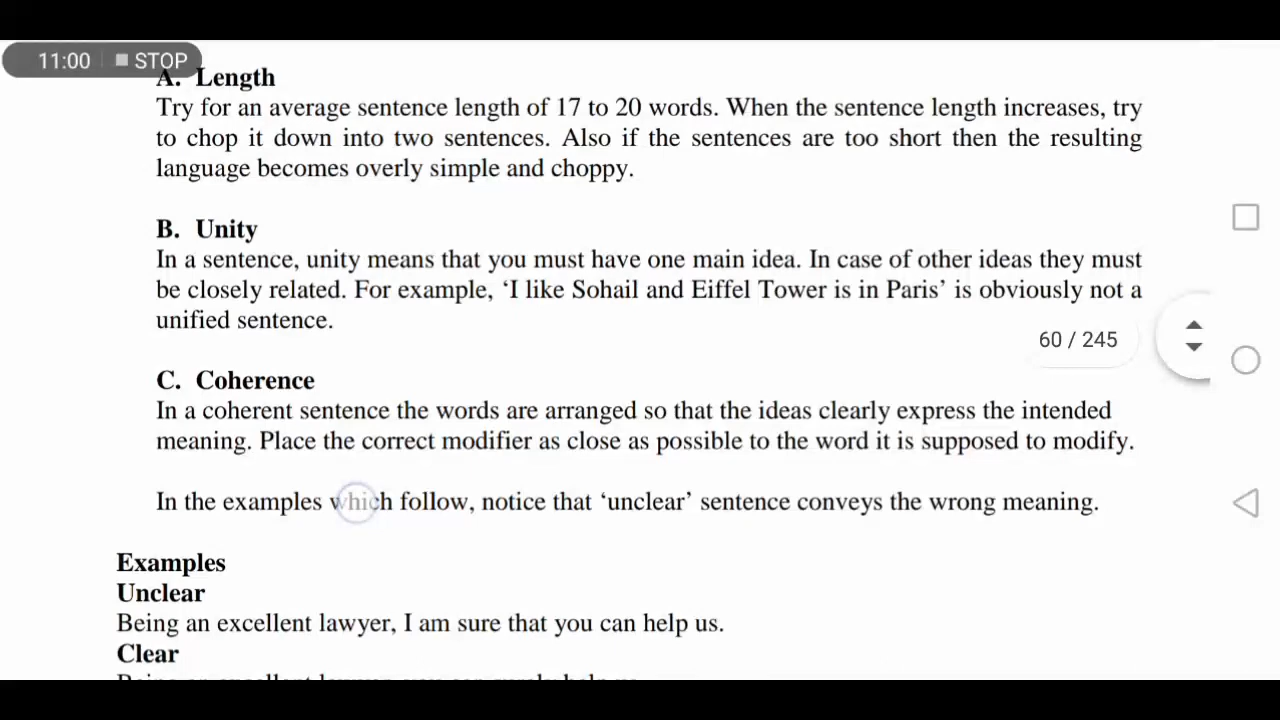 11:00 STOP
A. Length
Try for an average sentence length of 17 to 20 words. When the sentence length increases, try
to chop it down into two sentences. Also if the sentences are too short then the resulting
language becomes overly simple and choppy.
B. Unity
In a sentence, unity means that you must have one main idea. In case of other ideas they must
be closely related. For example, ‘I like Sohail and Eiffel Tower is in Paris’ is obviously not a
unified sentence.
60 / 245
C. Coherence
In a coherent sentence the words are arranged so that the ideas clearly express the intended
meaning. Place the correct modifier as close as possible to the word it is supposed to modify.
In the examples which follow, notice that ‘unclear’ sentence conveys the wrong meaning.
Examples
Unclear
Being an excellent lawyer, I am sure that you can help us.
Clear